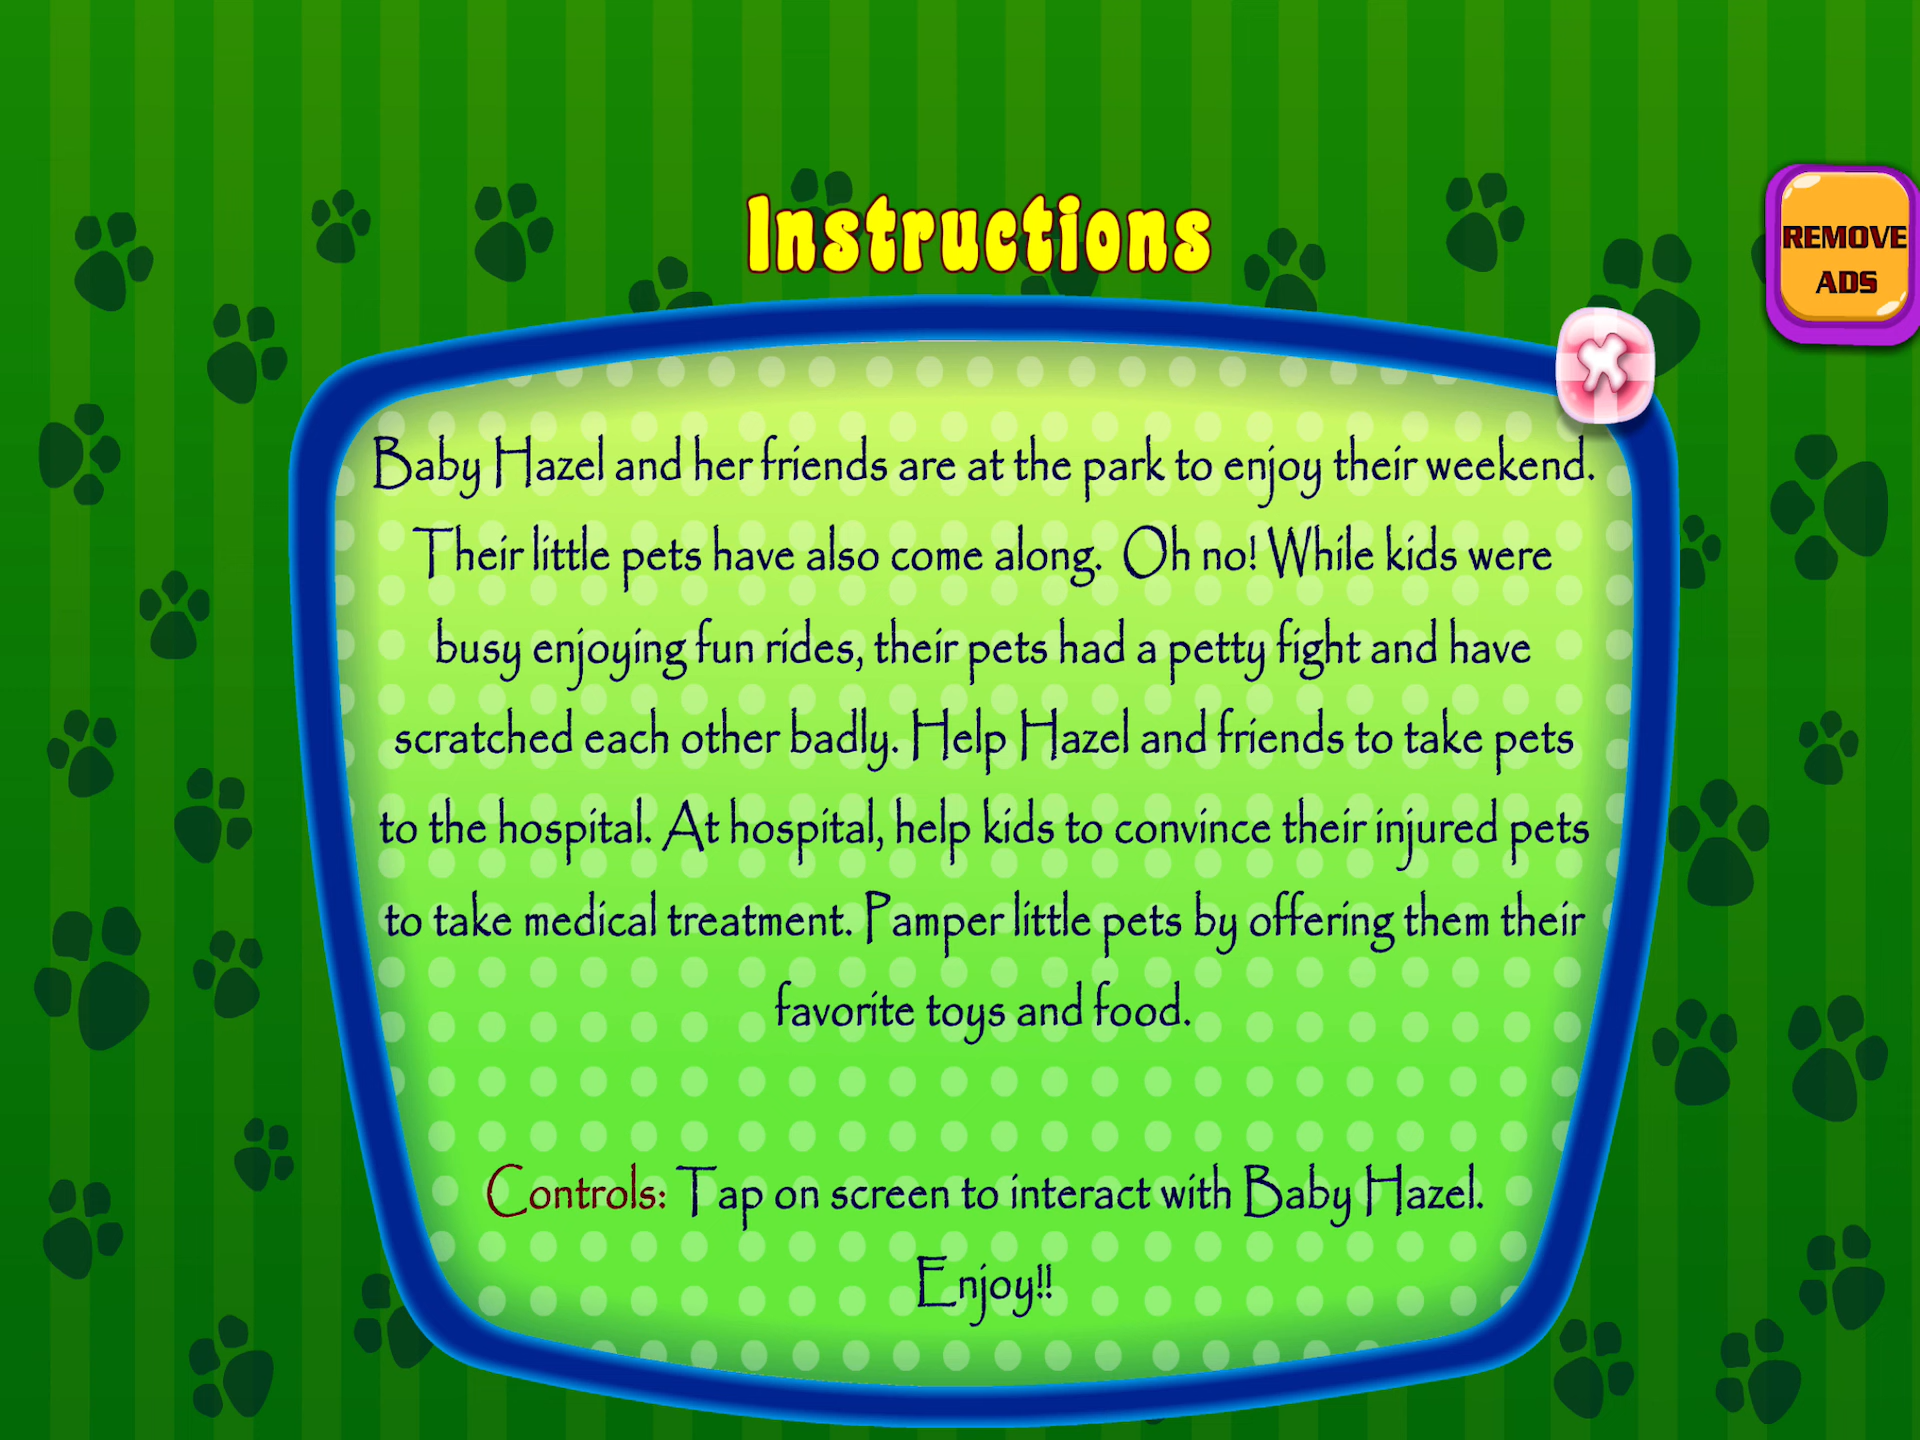 Instructions
REMOVE
ADS
Baby Hazel and her friends are at the park to enjoy their weekend.
Their little pets have also come along. Oh no! While kids were
busy enjoying fun rides, their pets had a petty fight and have
scratched each other badly. Help Hazel and friends to take pets
to the hospital. At hospital, help kids to convince their injured pets
to take medical treatment. Pamper little pets by offering them their
favorite toys and food.
Controls: Tap on screen to interact with Baby Hazel.
Enjoy!!